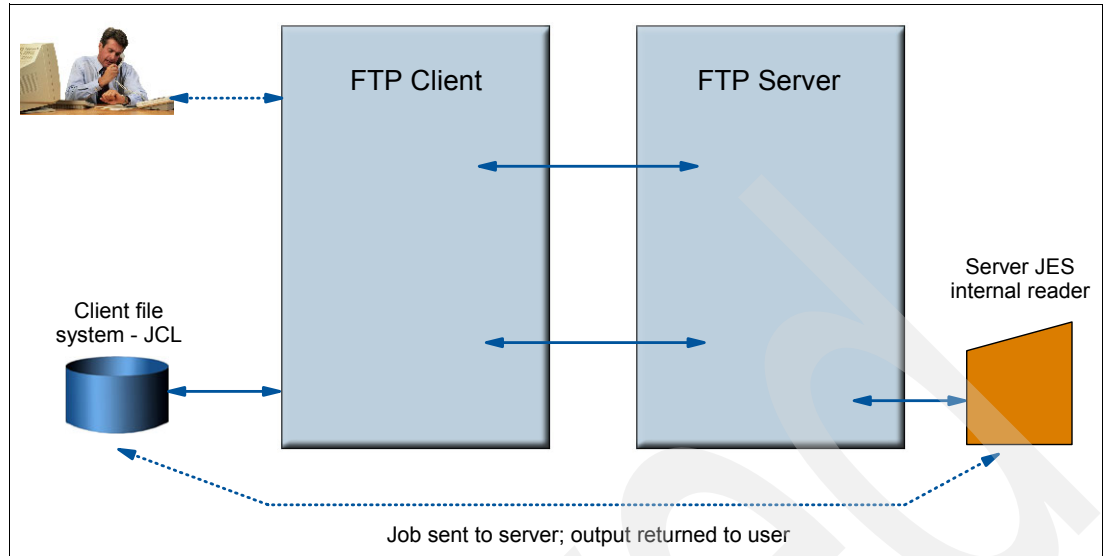 FTP Client
FTP Server
Server JES
internal reader
Client file
system - JCL
Job sent to server; output returned to user